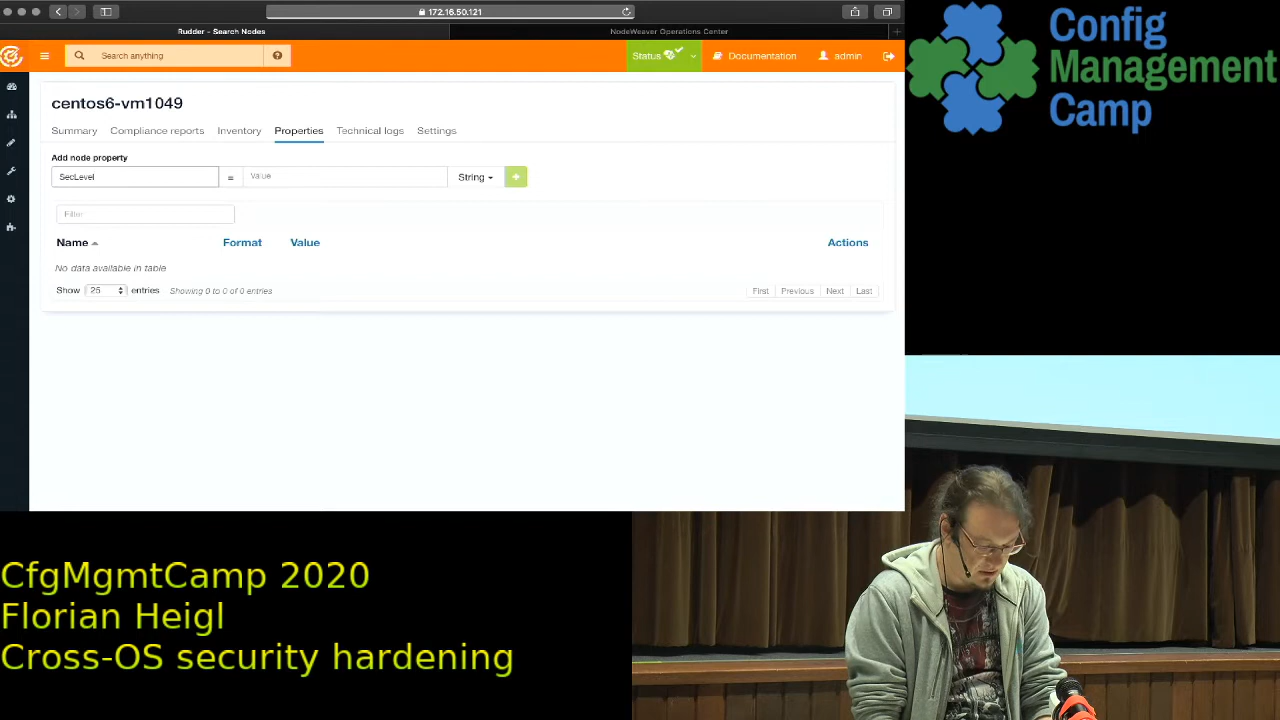 172.16.50.121
Rudder - Search Nodes
NodeWeaver Operations Center
Search anything
Status
Documentation
admin
centos6-vm1049
Summary
Compliance reports
Inventory
Properties
Technical logs
Settings
Add node property
SecLevel
=
Value
String
Filter
Name
Format
Value
Actions
No data available in table
Show 25 entries
Showing 0 to 0 of 0 entries
First
Previous
Next
Last
Config
Management
Camp
CfgMgmtCamp 2020
Florian Heigl
Cross-OS security hardening